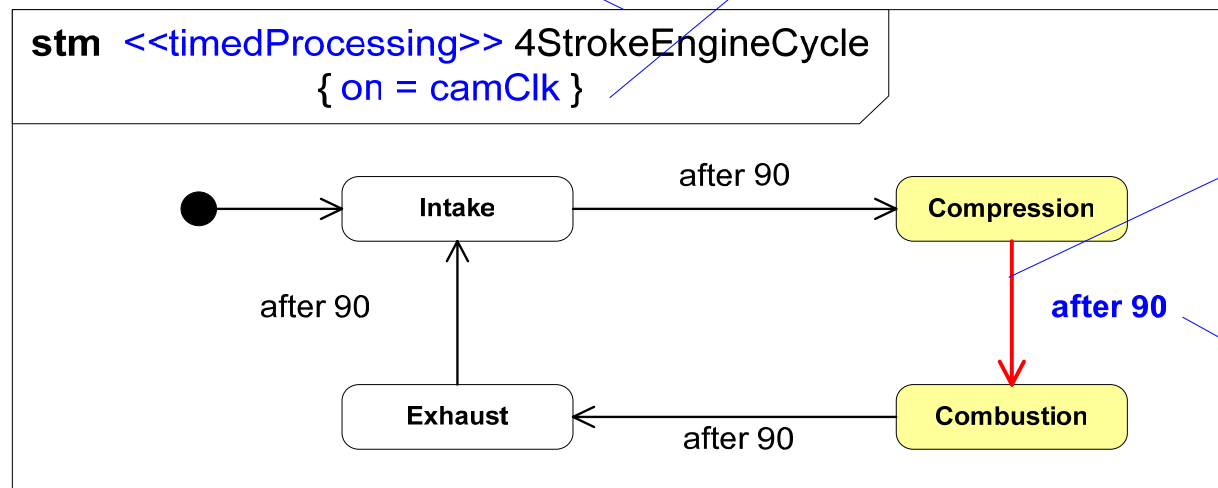 stm <<timedProcessing>> 4StrokeEngineCycle
{ on = camClk }
after 90
Intake
Compression
after 90
after 90
Exhaust
Combustion
after 90